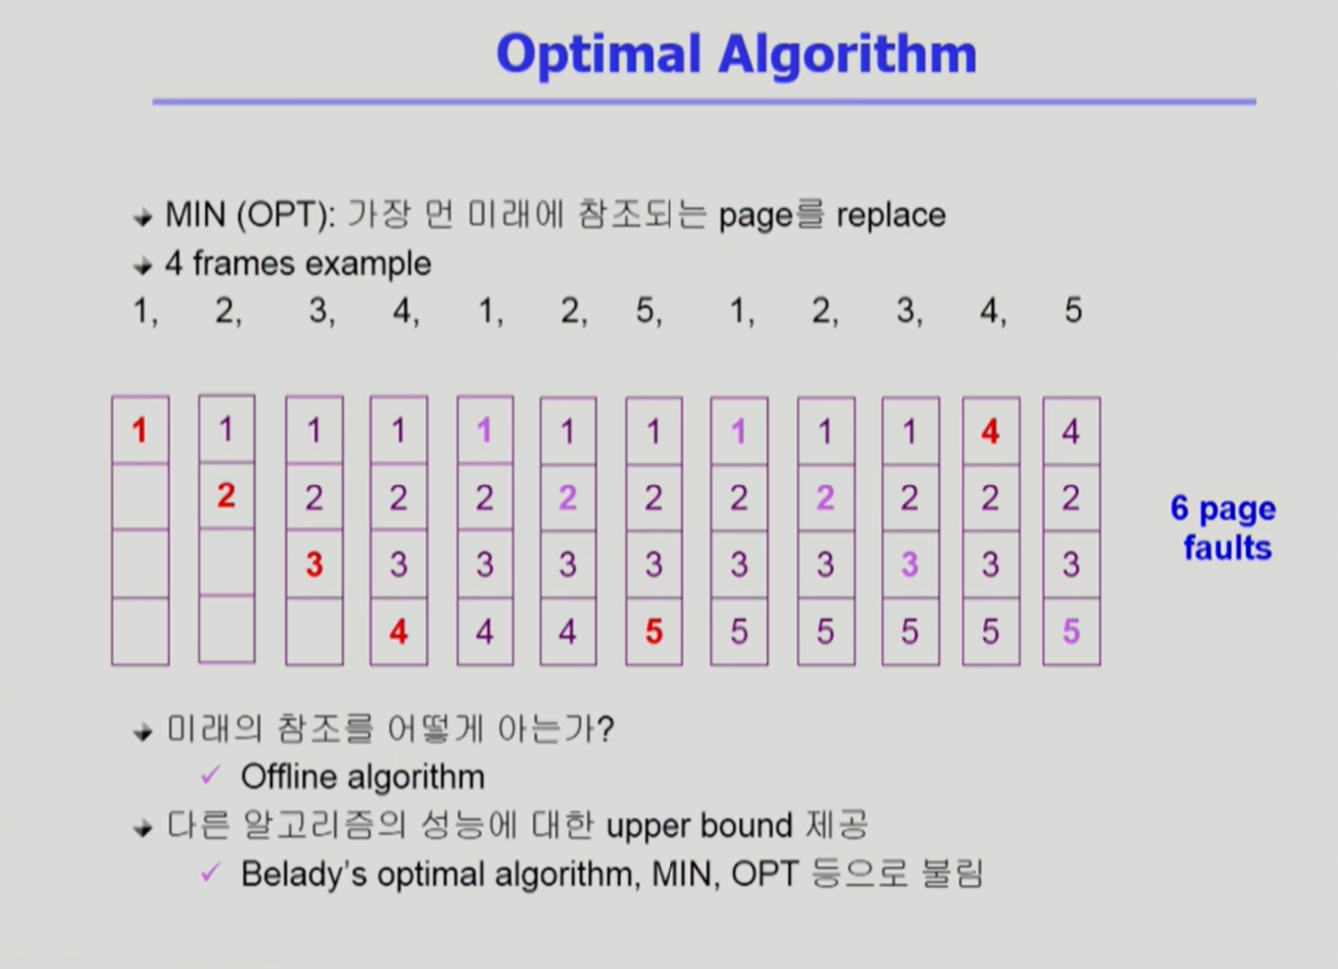 Optimal Algorithm
MIN (OPT): 가장 먼 미래에 참조되는 page를 replace
4 frames example
1, 2, 3, 4, 1, 2, 5, 1, 2, 3, 4, 5
1 1 1 1 1 1 1 1 1 1 4 4
2 2 2 2 2 2 2 2 2 2 2
3 3 3 3 3 3 3 3 3 3
4 4 4 5 5 5 5 5 5
6 page
faults
미래의 참조를 어떻게 아는가?
Offline algorithm
다른 알고리즘의 성능에 대한 upper bound 제공
Belady's optimal algorithm, MIN, OPT 등으로 불림